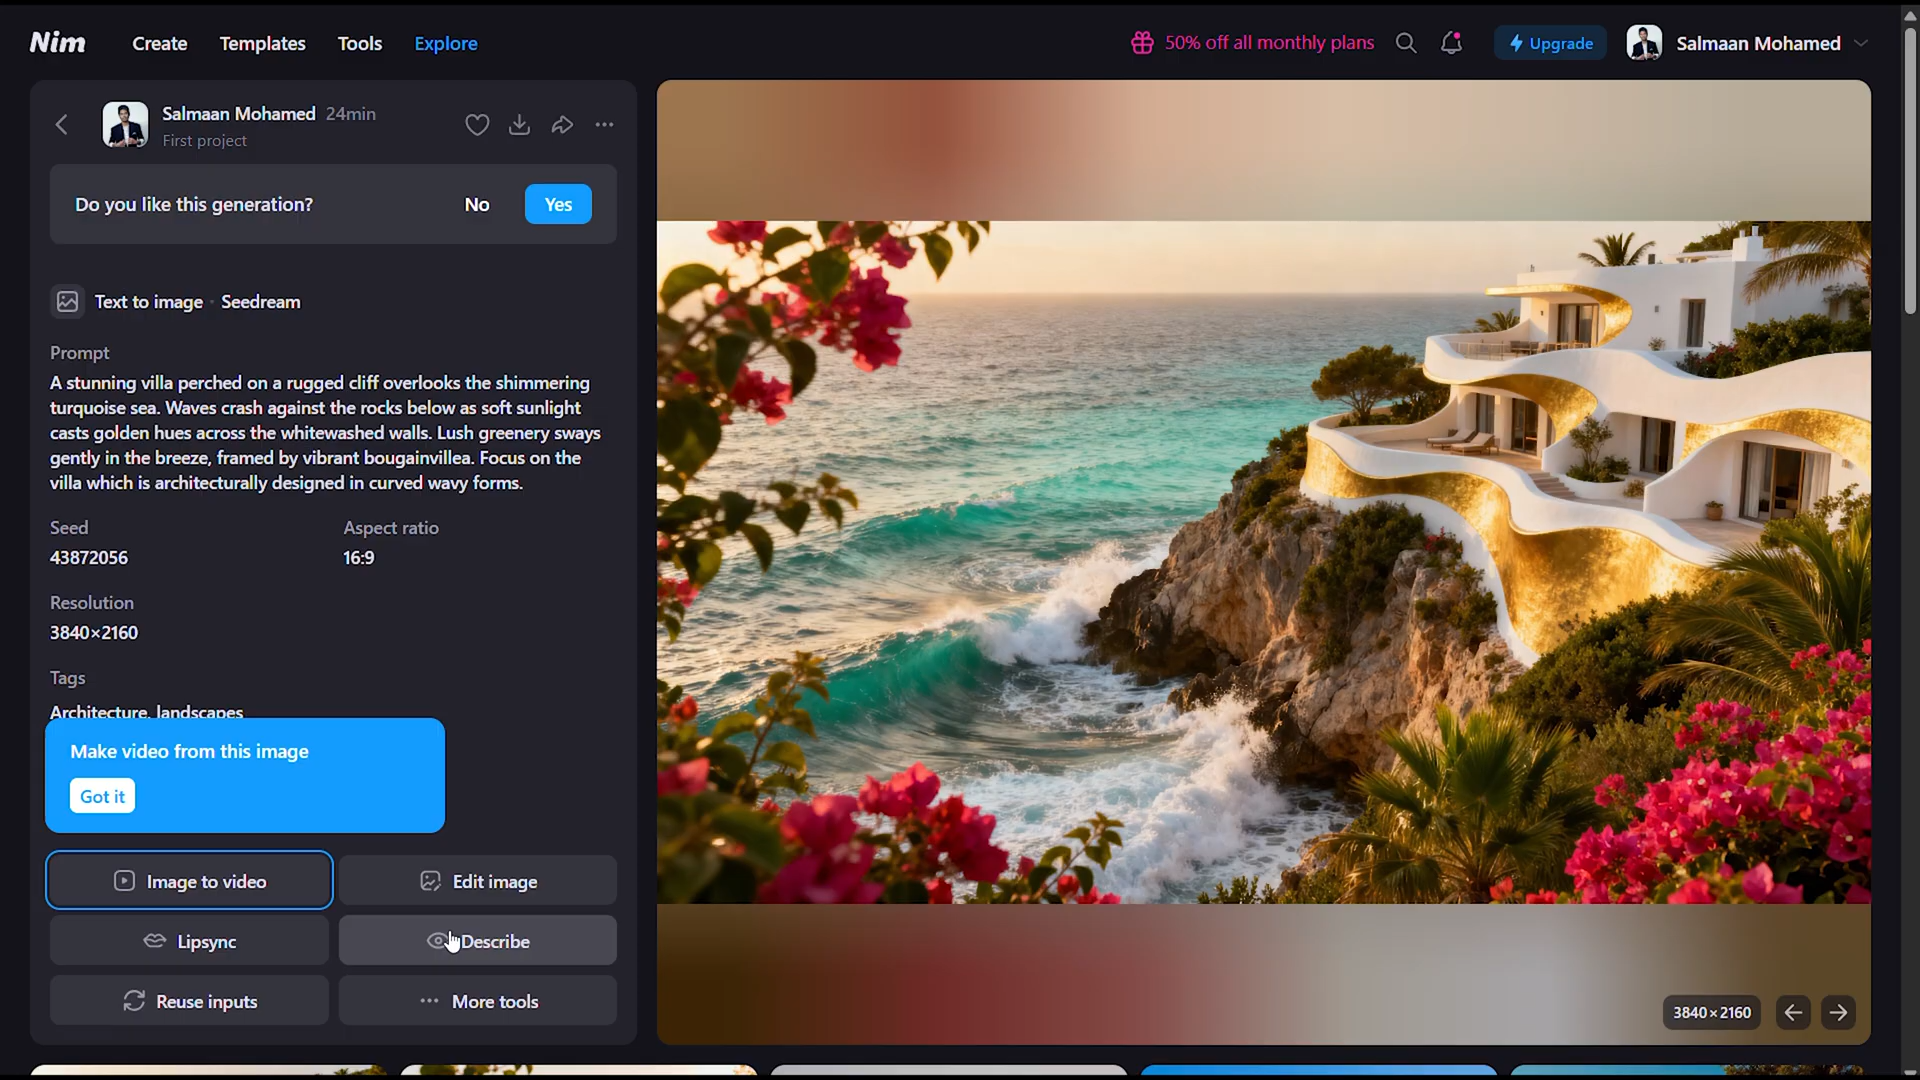 Nim
Create
Templates
Tools
Explore
50% off all monthly plans
Upgrade
Salmaan Mohamed
Salmaan Mohamed 24min
First project
Do you like this generation?
No
Yes
Text to image · Seedream
Prompt
A stunning villa perched on a rugged cliff overlooks the shimmering
turquoise sea. Waves crash against the rocks below as soft sunlight
casts golden hues across the whitewashed walls. Lush greenery sways
gently in the breeze, framed by vibrant bougainvillea. Focus on the
villa which is architecturally designed in curved wavy forms.
Seed
43872056
Aspect ratio
16:9
Resolution
3840×2160
Tags
Architecture, landscapes
Make video from this image
Got it
Image to video
Edit image
Lipsync
Describe
Reuse inputs
More tools
3840×2160